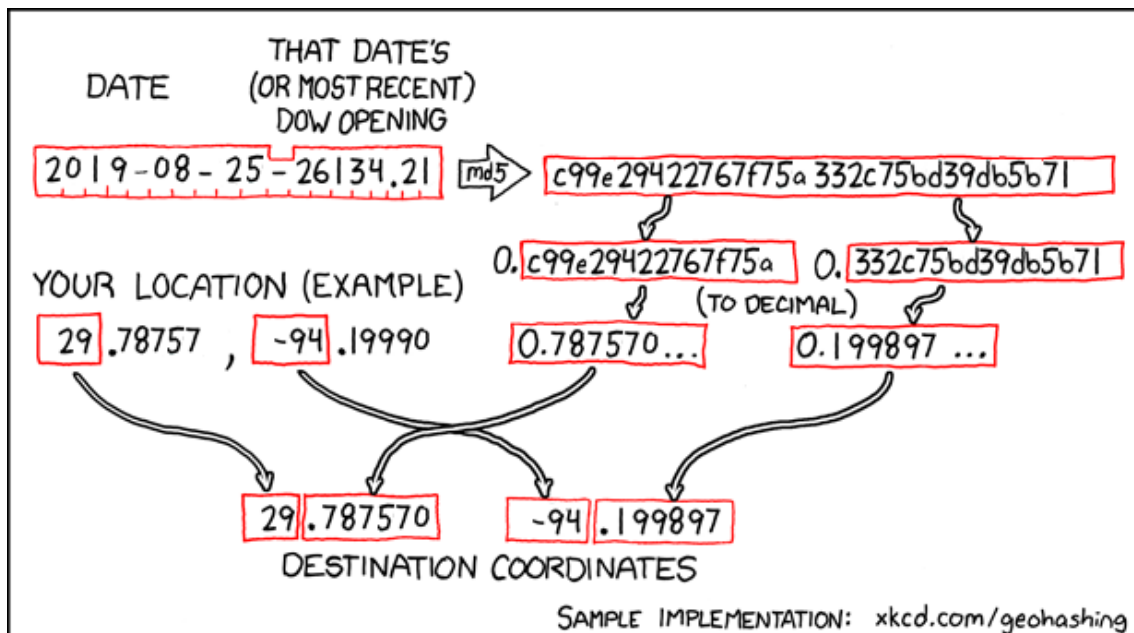 DATE
THAT DATE'S
(OR MOST RECENT)
DOW OPENING
2019-08-25-26134.21
md5
c99e29422767f75a332c75bd39db5b71
0.c99e29422767f75a
0.332c75bd39db5b71
YOUR LOCATION (EXAMPLE)
(TO DECIMAL)
29.78757, -94.19990
0.787570...
0.199897...
29.787570
-94.199897
DESTINATION COORDINATES
SAMPLE IMPLEMENTATION: xkcd.com/geohashing